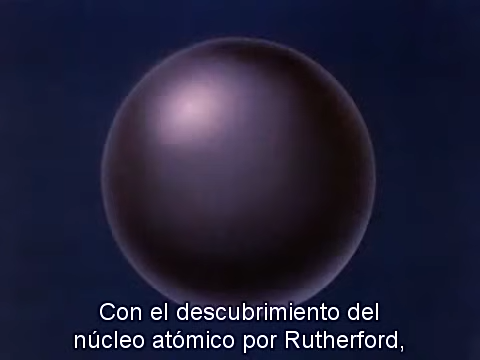 Con el descubrimiento del
núcleo atómico por Rutherford,